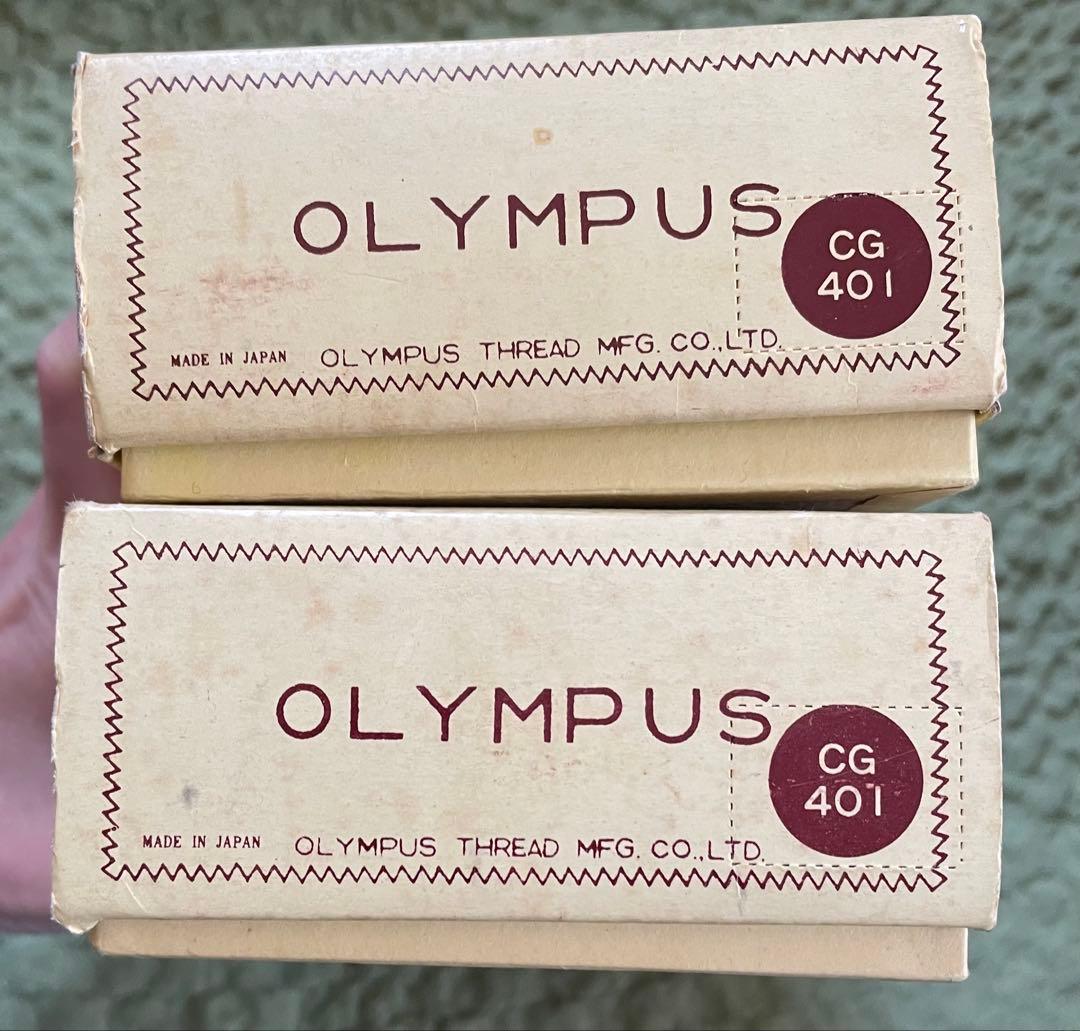 OLYMPUS
CG
401
MADE IN JAPAN OLYMPUS THREAD MFG. CO.,LTD.
OLYMPUS
CG
401
MADE IN JAPAN OLYMPUS THREAD MFG. CO.,LTD.